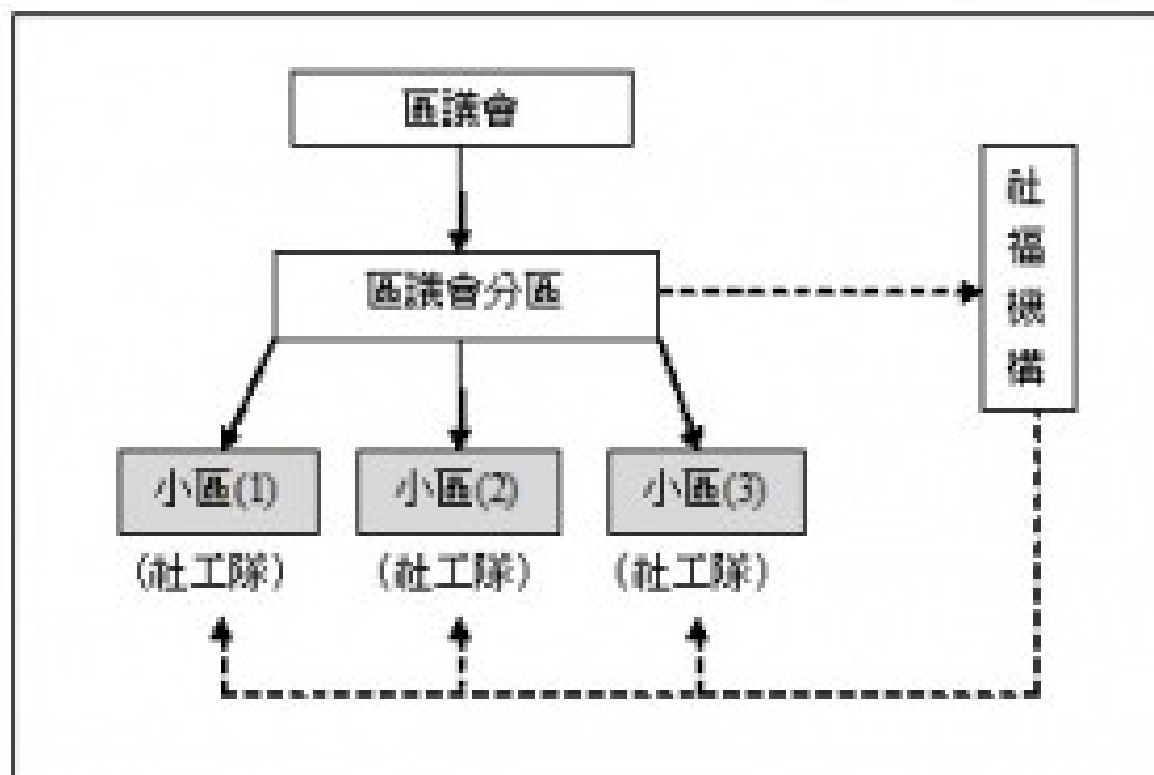 區議會
區議會分區
社福機構
小區(1)
小區(2)
小區(3)
(社工隊)
(社工隊)
(社工隊)